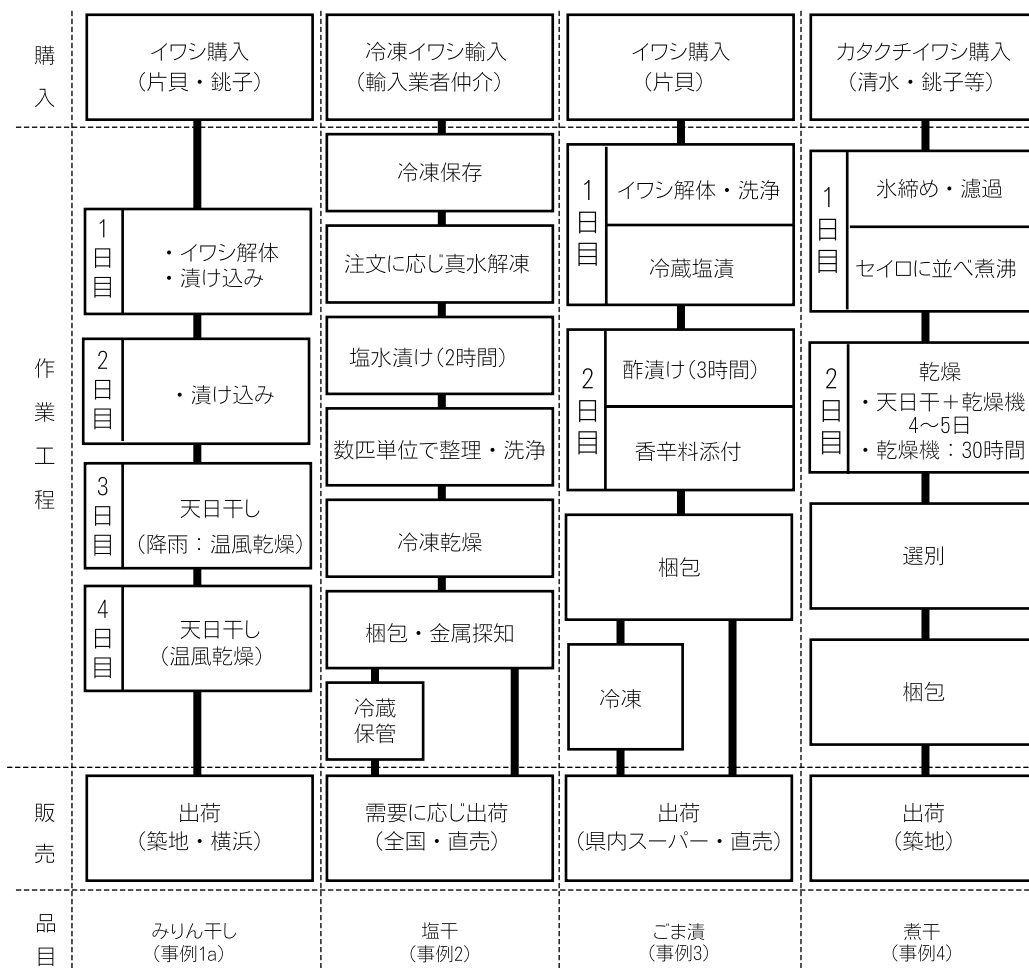 購入
イワシ購入
(片貝・銚子)
冷凍イワシ輸入
(輸入業者仲介)
イワシ購入
(片貝)
カタクチイワシ購入
(清水・銚子等)
作業工程
1日目
・イワシ解体
・漬け込み
2日目
・漬け込み
3日目
天日干し
(降雨：温風乾燥)
4日目
天日干し
(温風乾燥)
冷凍保存
注文に応じ真水解凍
塩水漬け(2時間)
数匹単位で整理・洗浄
冷凍乾燥
梱包・金属探知
冷蔵
保管
1日目
イワシ解体・洗浄
冷蔵塩漬
2日目
酢漬け(3時間)
香辛料添付
梱包
冷凍
1日目
氷締め・濾過
セイロに並べ煮沸
2日目
乾燥
・天日干＋乾燥機
4～5日
・乾燥機：30時間
選別
梱包
販売
出荷
(築地・横浜)
需要に応じ出荷
(全国・直売)
出荷
(県内スーパー・直売)
出荷
(築地)
品目
みりん干し
(事例1a)
塩干
(事例2)
ごま漬
(事例3)
煮干
(事例4)